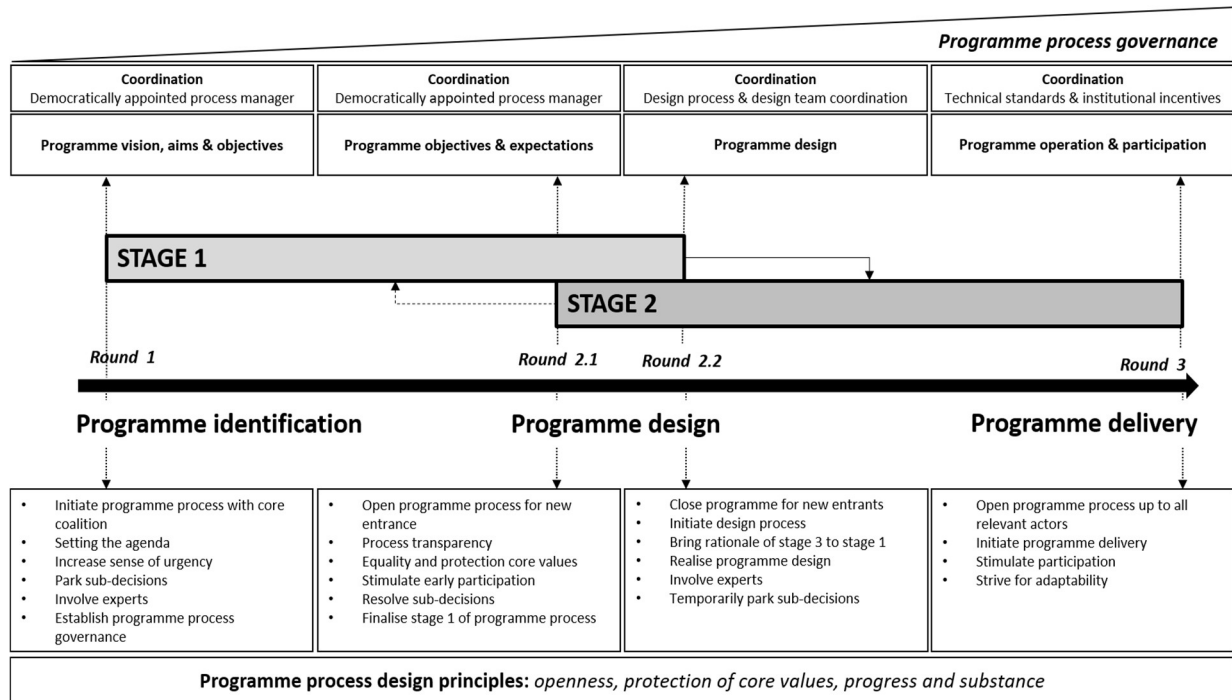 Programme process governance
Coordination
Democratically appointed process manager
Coordination
Democratically appointed process manager
Coordination
Design process & design team coordination
Coordination
Technical standards & institutional incentives
Programme vision, aims & objectives
Programme objectives & expectations
Programme design
Programme operation & participation
STAGE 1
STAGE 2
Round 1
Round 2.1
Round 2.2
Round 3
Programme identification
Programme design
Programme delivery
• Initiate programme process with core
coalition
• Setting the agenda
• Increase sense of urgency
• Park sub-decisions
• Involve experts
• Establish programme process
governance
• Open programme process for new
entrance
• Process transparency
• Equality and protection core values
• Stimulate early participation
• Resolve sub-decisions
• Finalise stage 1 of programme process
• Close programme for new entrants
• Initiate design process
• Bring rationale of stage 3 to stage 1
• Realise programme design
• Involve experts
• Temporarily park sub-decisions
• Open programme process up to all
relevant actors
• Initiate programme delivery
• Stimulate participation
• Strive for adaptability
Programme process design principles: openness, protection of core values, progress and substance